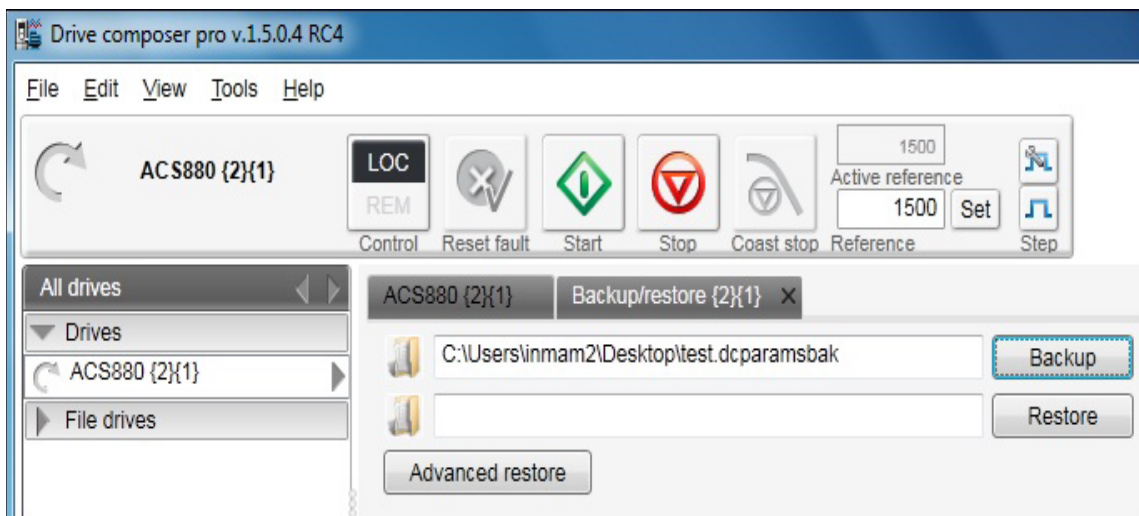 Drive composer pro v.1.5.0.4 RC4
File Edit View Tools Help
ACS880 {2}{1}
LOC
REM
Control
Reset fault
Start
Stop
Coast stop
1500
Active reference
1500
Set
Reference
Step
All drives
Drives
ACS880 {2}{1}
File drives
ACS880 {2}{1}
Backup/restore {2}{1}
C:\Users\inmam2\Desktop\test.dcparamsbak
Backup
Restore
Advanced restore